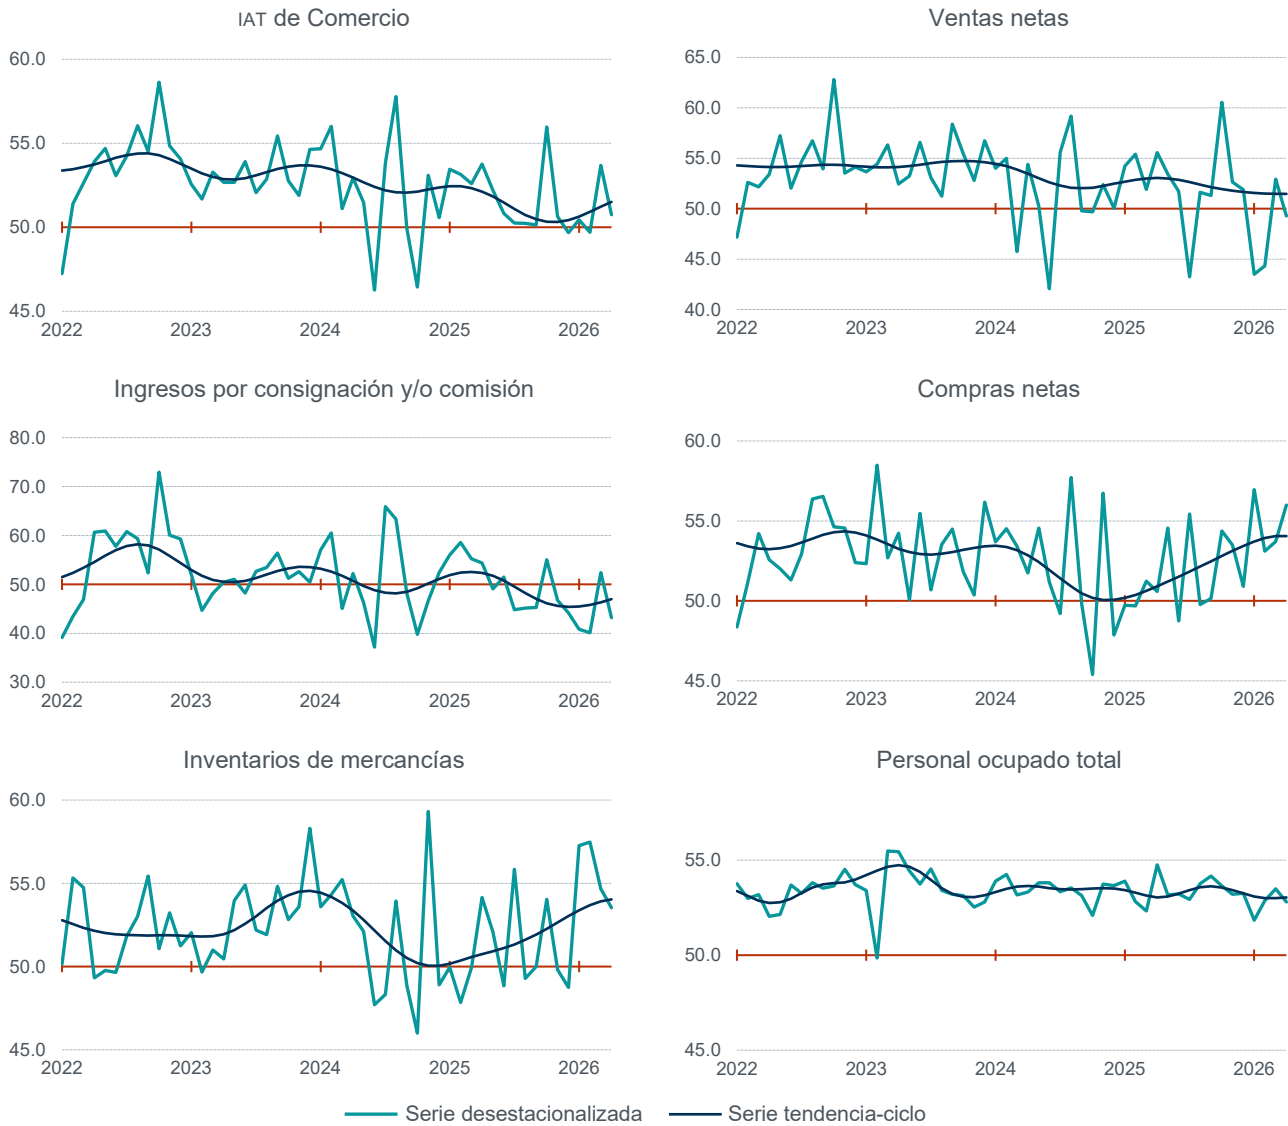 IAT de Comercio
60.0
55.0
50.0
45.0
2022 2023 2024 2025 2026
Ventas netas
65.0
60.0
55.0
50.0
45.0
40.0
2022 2023 2024 2025 2026
Ingresos por consignación y/o comisión
80.0
70.0
60.0
50.0
40.0
30.0
2022 2023 2024 2025 2026
Compras netas
60.0
55.0
50.0
45.0
2022 2023 2024 2025 2026
Inventarios de mercancías
60.0
55.0
50.0
45.0
2022 2023 2024 2025 2026
Personal ocupado total
55.0
50.0
45.0
2022 2023 2024 2025 2026
Serie desestacionalizada Serie tendencia-ciclo